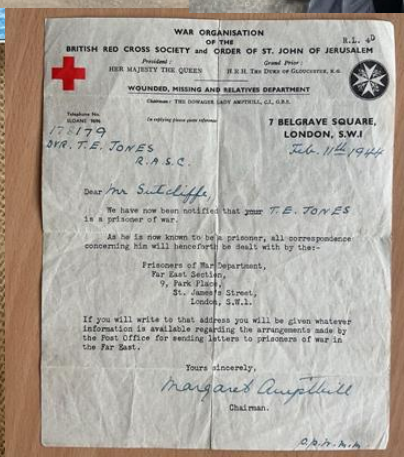 WAR ORGANISATION
OF THE
BRITISH RED CROSS SOCIETY and ORDER OF ST. JOHN OF JERUSALEM
R.L. 4D
President: Grand Prior:
HER MAJESTY THE QUEEN H.R.H. THE DUKE OF GLOUCESTER, K.G.
WOUNDED, MISSING AND RELATIVES DEPARTMENT
Chairman: THE DOWAGER LADY AMPTHILL, C.I., G.B.E.
Telephone No.
SLOANE 9696
In replying please quote reference
7 BELGRAVE SQUARE,
LONDON, S.W.1
178179
DVR. T.E. JONES
R.A.S.C.
Feb. 11th 1944
Dear Mr Sutcliffe,
We have now been notified that your T.E. JONES
is a prisoner of war.
As he is now known to be a prisoner, all correspondence
concerning him will henceforth be dealt with by the:-
Prisoners of War Department,
Far East Section,
9, Park Place,
St. James's Street,
London, S.W.1.
If you will write to that address you will be given whatever
information is available regarding the arrangements made by
the Post Office for sending letters to prisoners of war in
the Far East.
Yours sincerely,
Margaret Ampthill
Chairman.